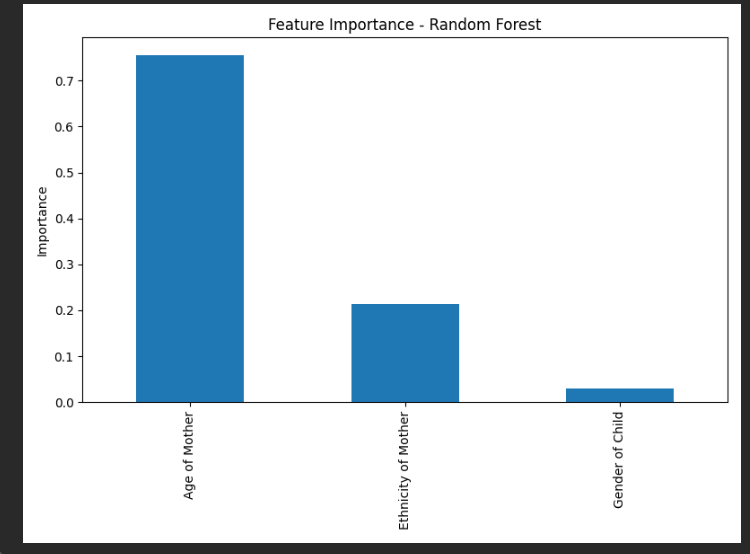 Feature Importance - Random Forest
Importance
0.7
0.6
0.5
0.4
0.3
0.2
0.1
0.0
Age of Mother
Ethnicity of Mother
Gender of Child